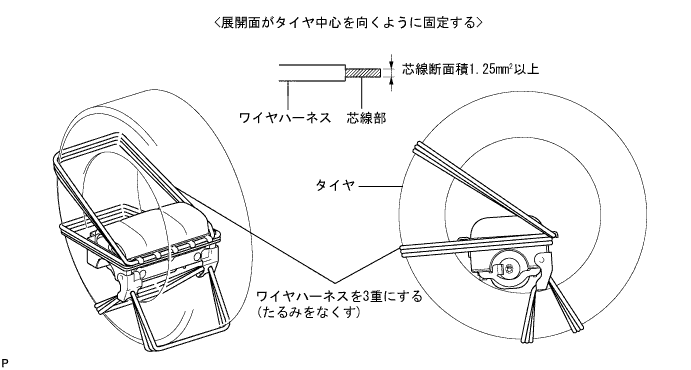 <展開面がタイヤ中心を向くように固定する>
芯線断面積1.25mm²以上
ワイヤハーネス 芯線部
タイヤ
ワイヤハーネスを3重にする
(たるみをなくす)
P